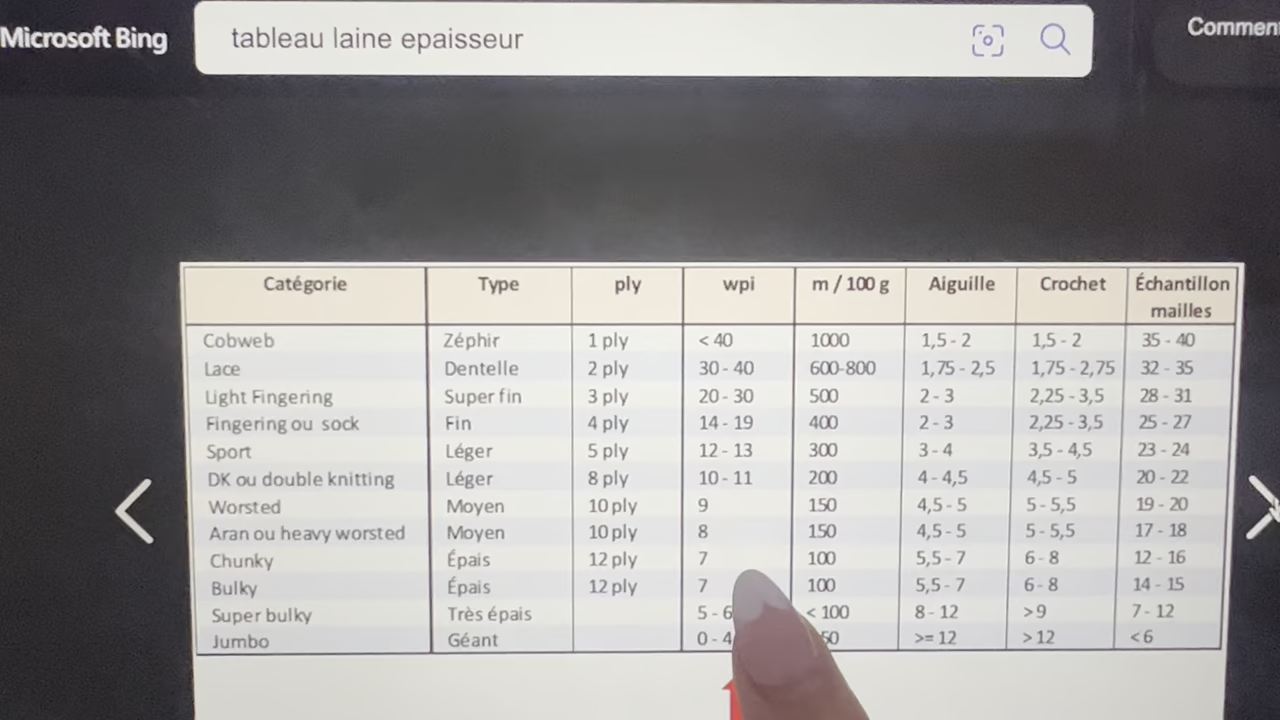 Microsoft Bing
tableau laine epaisseur
Catégorie Type ply wpi m / 100 g Aiguille Crochet Échantillon mailles
Cobweb Zéphir 1 ply < 40 1000 1,5 - 2 1,5 - 2 35 - 40
Lace Dentelle 2 ply 30 - 40 600-800 1,75 - 2,5 1,75 - 2,75 32 - 35
Light Fingering Super fin 3 ply 20 - 30 500 2 - 3 2,25 - 3,5 28 - 31
Fingering ou sock Fin 4 ply 14 - 19 400 2 - 3 2,25 - 3,5 25 - 27
Sport Léger 5 ply 12 - 13 300 3 - 4 3,5 - 4,5 23 - 24
DK ou double knitting Léger 8 ply 10 - 11 200 4 - 4,5 4,5 - 5 20 - 22
Worsted Moyen 10 ply 9 150 4,5 - 5 5 - 5,5 19 - 20
Aran ou heavy worsted Moyen 10 ply 8 150 4,5 - 5 5 - 5,5 17 - 18
Chunky Épais 12 ply 7 100 5,5 - 7 6 - 8 12 - 16
Bulky Épais 12 ply 7 100 5,5 - 7 6 - 8 14 - 15
Super bulky Très épais 5 - 6 < 100 8 - 12 >9 7 - 12
Jumbo Géant 0 - 4 >= 12 >12 <6